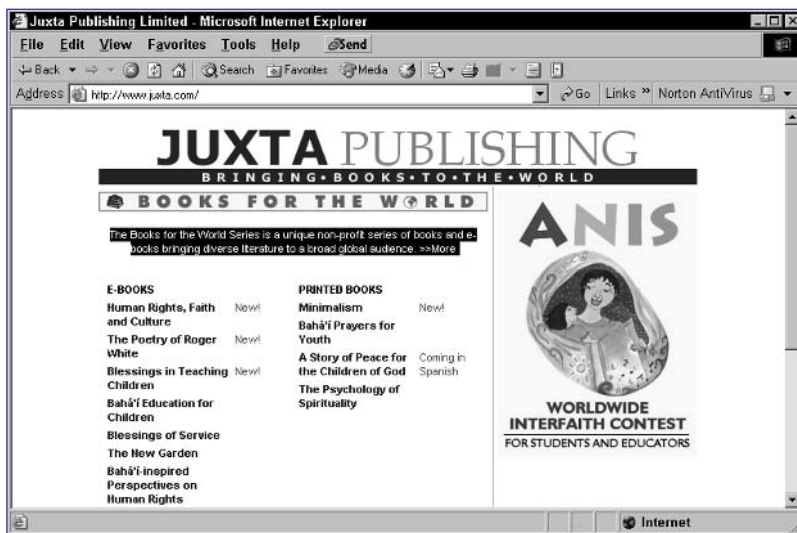 Juxta Publishing Limited - Microsoft Internet Explorer
File Edit View Favorites Tools Help Send
Back Search Favorites Media
Address http://www.juxta.com/ Go Links » Norton AntiVirus
JUXTA PUBLISHING
BRINGING•BOOKS•TO•THE•WORLD
BOOKS FOR THE WORLD
The Books for the World Series is a unique non-profit series of books and e-
books bringing diverse literature to a broad global audience. >>More
E-BOOKS
Human Rights, Faith New!
and Culture
The Poetry of Roger New!
White
Blessings in Teaching New!
Children
Bahá'í Education for
Children
Blessings of Service
The New Garden
Bahá'í-inspired
Perspectives on
Human Rights
PRINTED BOOKS
Minimalism New!
Bahá'í Prayers for
Youth
A Story of Peace for Coming in
the Children of God Spanish
The Psychology of
Spirituality
ANIS
WORLDWIDE
INTERFAITH CONTEST
FOR STUDENTS AND EDUCATORS
Internet